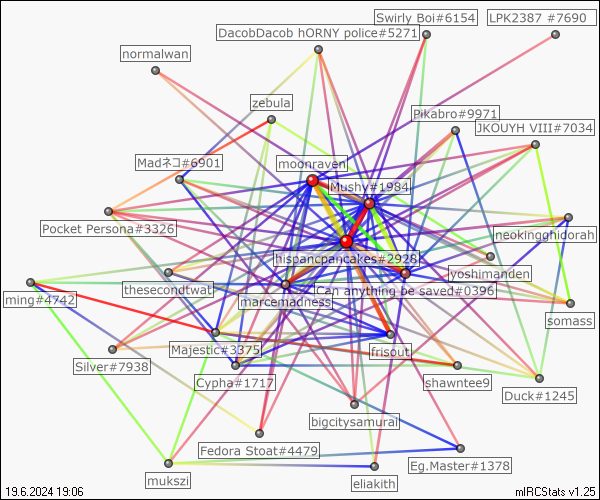 Swirly Boi#6154
LPK2387 #7690
DacobDacob hORNY police#5271
normalwan
zebula
Pikabro#9971
JKOUYH VIII#7034
moonraven
Madネコ#6901
Mushy#1984
Pocket Persona#3326
neokingghidorah
hispancpancakes#2928
yoshimanden
thesecondtwat
Can anything be saved#0396
ming#4742
marcemadness
somass
Majestic#3375
frisout
Silver#7938
Cypha#1717
shawntee9
Duck#1245
bigcitysamurai
Fedora Stoat#4479
Eg.Master#1378
mukszi
eliakith
19.6.2024 19:06
mIRCStats v1.25